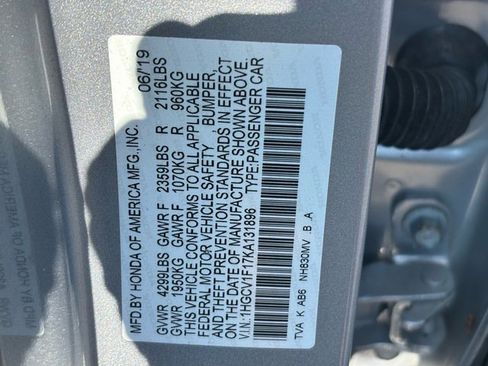 MFD.BY HONDA OF AMERICA MFG.,INC. 06/19
GVWR 4299LBS GAWR F 2399LBS R 2116LBS
GVWR 1950KG GAWR F 1070KG R 960KG
THIS VEHICLE CONFORMS TO ALL APPLICABLE
FEDERAL MOTOR VEHICLE SAFETY , BUMPER,
AND THEFT PREVENTION STANDARDS IN EFFECT
ON THE DATE OF MANUFACTURE SHOWN ABOVE.
V.I.N.:1HGCV1F17KA131896 TYPE:PASSENGER CAR
TVA K AB6 NH830MV .B .A